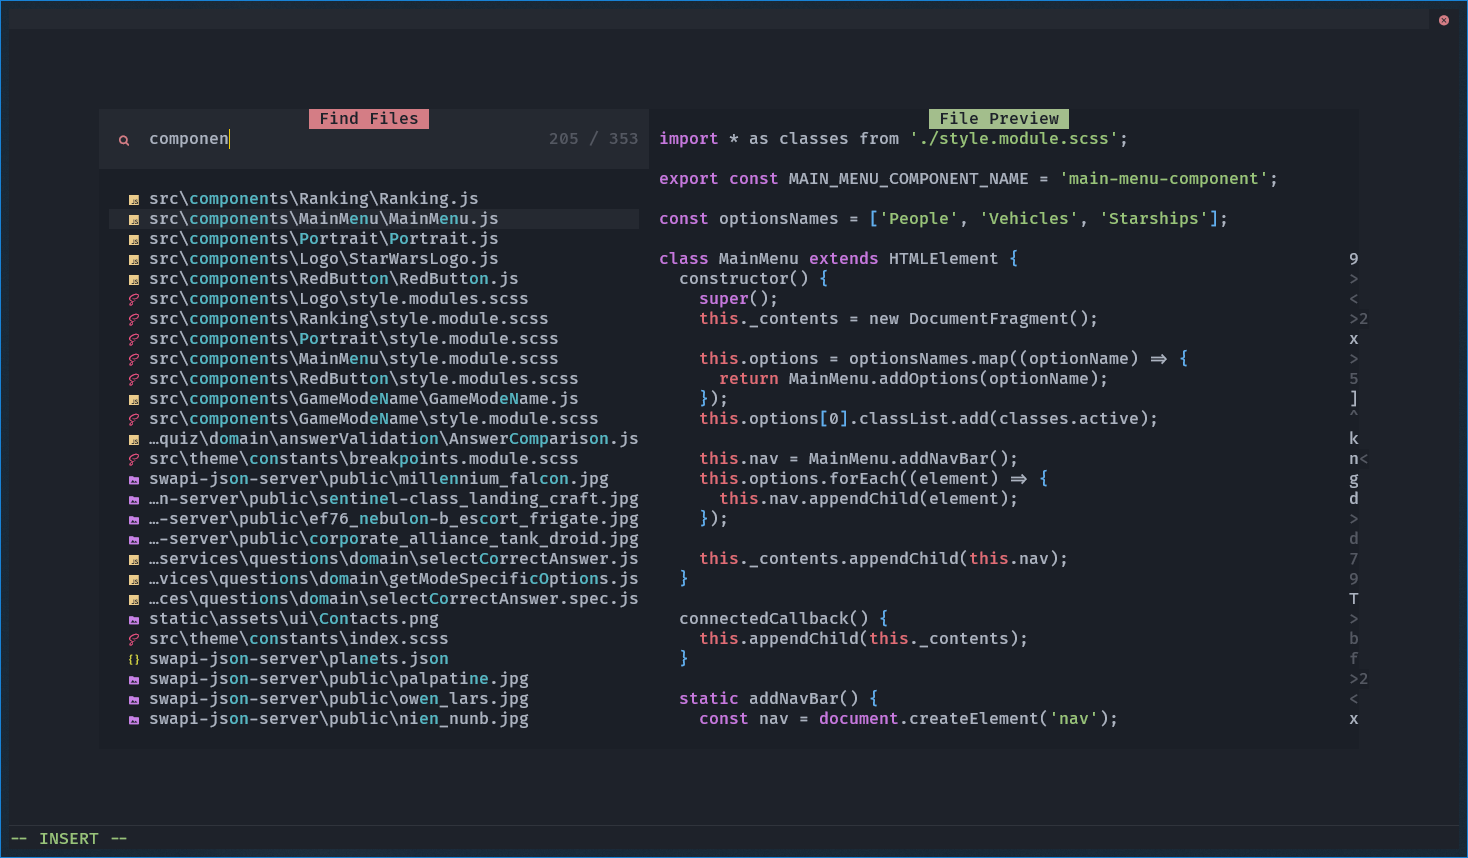 Find Files
componen
205 / 353
src\components\Ranking\Ranking.js
src\components\MainMenu\MainMenu.js
src\components\Portrait\Portrait.js
src\components\Logo\StarWarsLogo.js
src\components\RedButton\RedButton.js
src\components\Logo\style.modules.scss
src\components\Ranking\style.module.scss
src\components\Portrait\style.module.scss
src\components\MainMenu\style.module.scss
src\components\RedButton\style.modules.scss
src\components\GameModeName\GameModeName.js
src\components\GameModeName\style.module.scss
…quiz\domain\answerValidation\AnswerComparison.js
src\theme\constants\breakpoints.module.scss
swapi-json-server\public\millennium_falcon.jpg
…n-server\public\sentinel-class_landing_craft.jpg
…-server\public\ef76_nebulon-b_escort_frigate.jpg
…-server\public\corporate_alliance_tank_droid.jpg
…services\questions\domain\selectCorrectAnswer.js
…vices\questions\domain\getModeSpecificOptions.js
…ces\questions\domain\selectCorrectAnswer.spec.js
static\assets\ui\Contacts.png
src\theme\constants\index.scss
swapi-json-server\planets.json
swapi-json-server\public\palpatine.jpg
swapi-json-server\public\owen_lars.jpg
swapi-json-server\public\nien_nunb.jpg
File Preview
import * as classes from './style.module.scss';
export const MAIN_MENU_COMPONENT_NAME = 'main-menu-component';
const optionsNames = ['People', 'Vehicles', 'Starships'];
class MainMenu extends HTMLElement {
constructor() {
super();
this._contents = new DocumentFragment();
this.options = optionsNames.map((optionName) => {
return MainMenu.addOptions(optionName);
});
this.options[0].classList.add(classes.active);
this.nav = MainMenu.addNavBar();
this.options.forEach((element) => {
this.nav.appendChild(element);
});
this._contents.appendChild(this.nav);
}
connectedCallback() {
this.appendChild(this._contents);
}
static addNavBar() {
const nav = document.createElement('nav');
9
>
<
>2
x
>
5
]
^
k
n<
g
d
>
d
7
9
T
>
b
f
>2
<
x
-- INSERT --